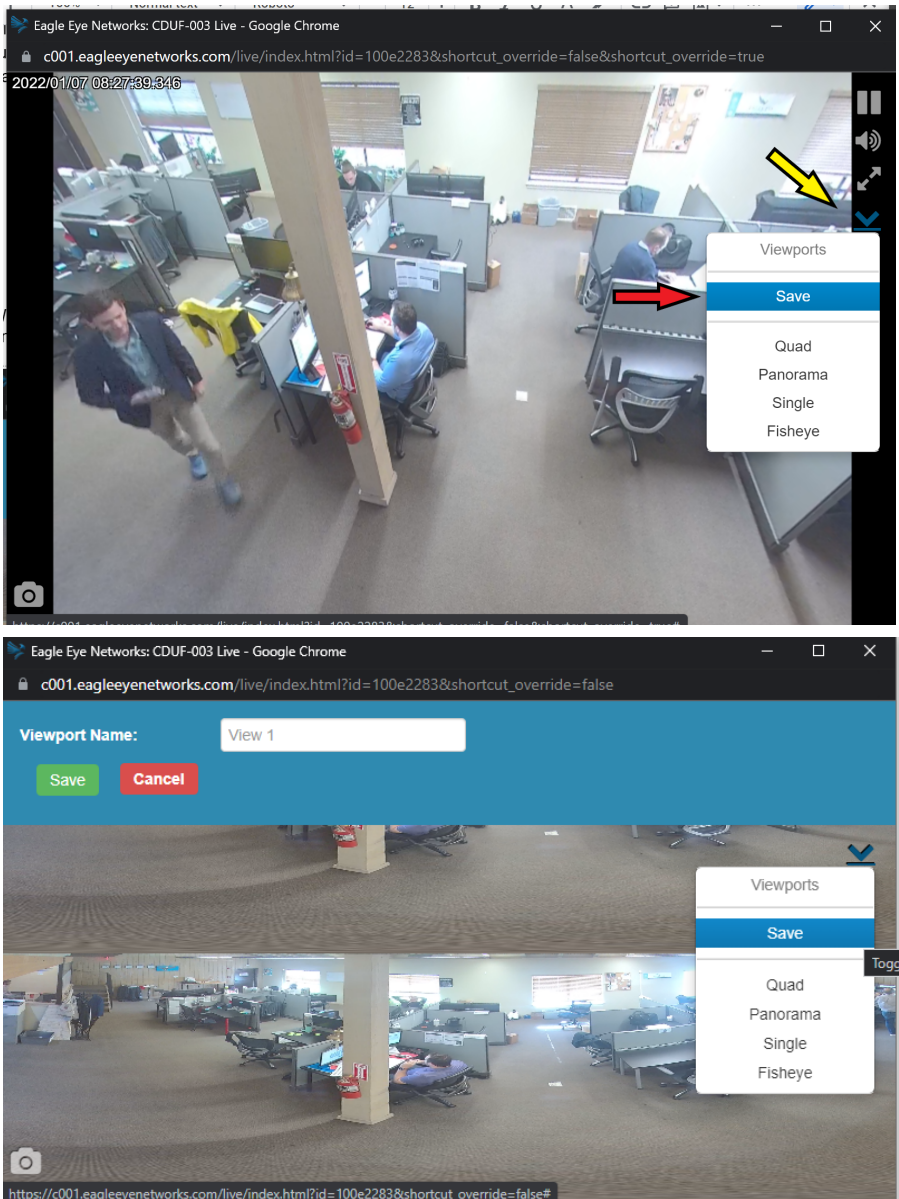 Eagle Eye Networks: CDUF-003 Live - Google Chrome
c001.eagleeyenetworks.com/live/index.html?id=100e2283&shortcut_override=false&shortcut_override=true
2022/01/07 08:27:39.346
Viewports
Save
Quad
Panorama
Single
Fisheye
Eagle Eye Networks: CDUF-003 Live - Google Chrome
c001.eagleeyenetworks.com/live/index.html?id=100e2283&shortcut_override=false
Viewport Name:
View 1
Save
Cancel
Viewports
Save
Togg
Quad
Panorama
Single
Fisheye
https://c001.eagleeyenetworks.com/live/index.html?id=100e2283&shortcut_override=false#